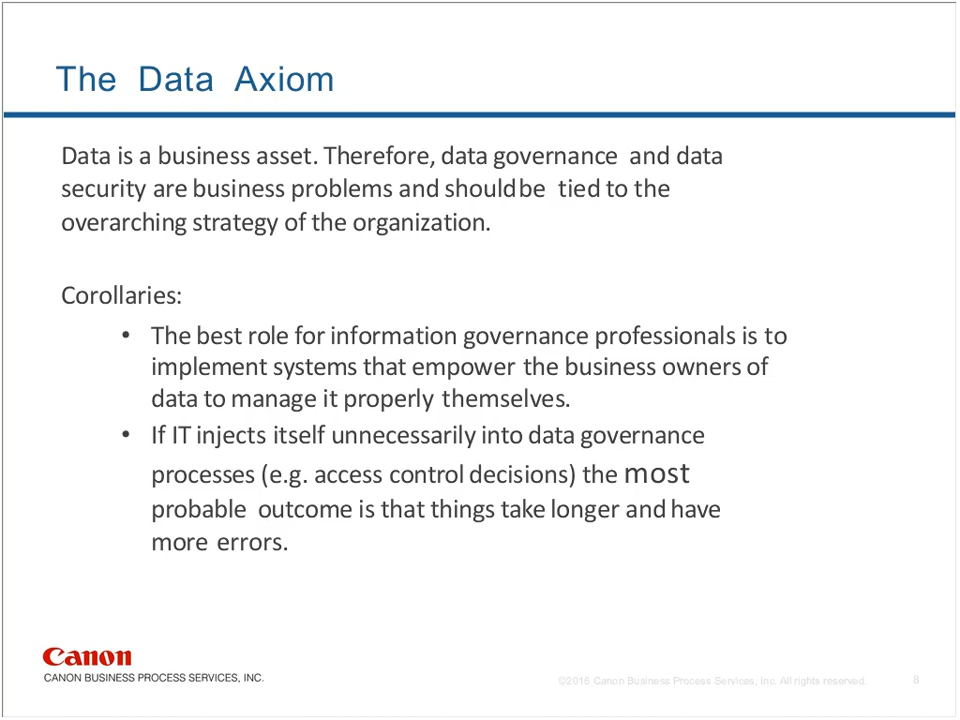 The Data Axiom
Data is a business asset. Therefore, data governance and data
security are business problems and shouldbe tied to the
overarching strategy of the organization.
Corollaries:
• The best role for information governance professionals is to
implement systems that empower the business owners of
data to manage it properly themselves.
• If IT injects itself unnecessarily into data governance
processes (e.g. access control decisions) the most
probable outcome is that things take longer and have
more errors.
Canon
CANON BUSINESS PROCESS SERVICES, INC.
©2016 Canon Business Process Services, Inc. All rights reserved. 8